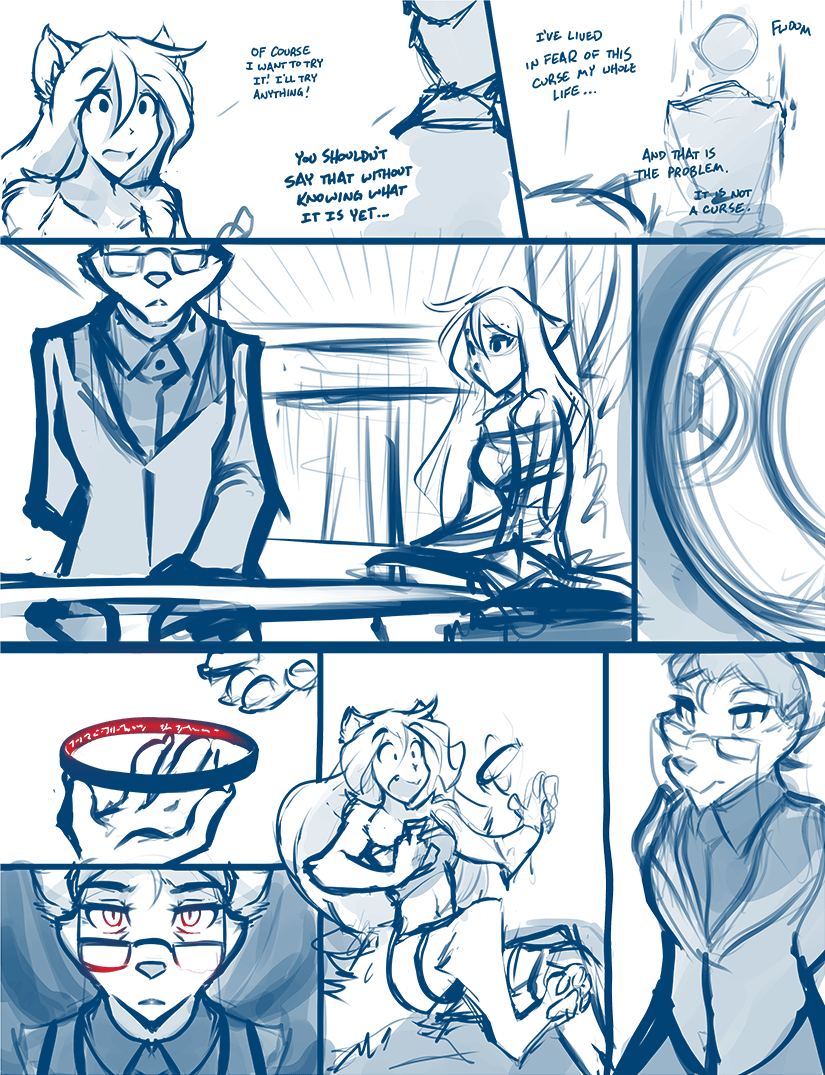 OF COURSE
I WANT TO TRY
IT! I'LL TRY
ANYTHING!
YOU SHOULDN'T
SAY THAT WITHOUT
KNOWING WHAT
IT IS YET...
I'VE LIVED
IN FEAR OF THIS
CURSE MY WHOLE
LIFE...
FWOOM
AND THAT IS
THE PROBLEM.
IT IS NOT
A CURSE.